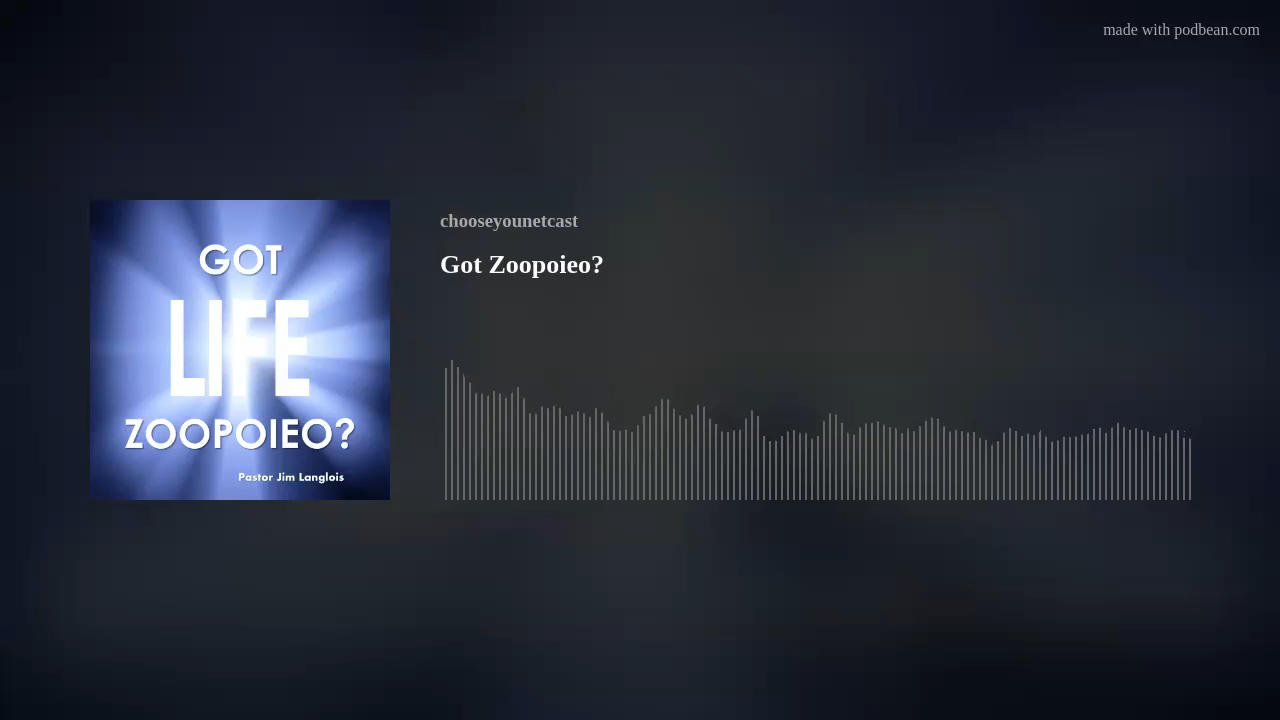 made with podbean.com
GOT
LIFE
ZOOPOIEO?
Pastor Jim Langlois
chooseyounetcast
Got Zoopoieo?